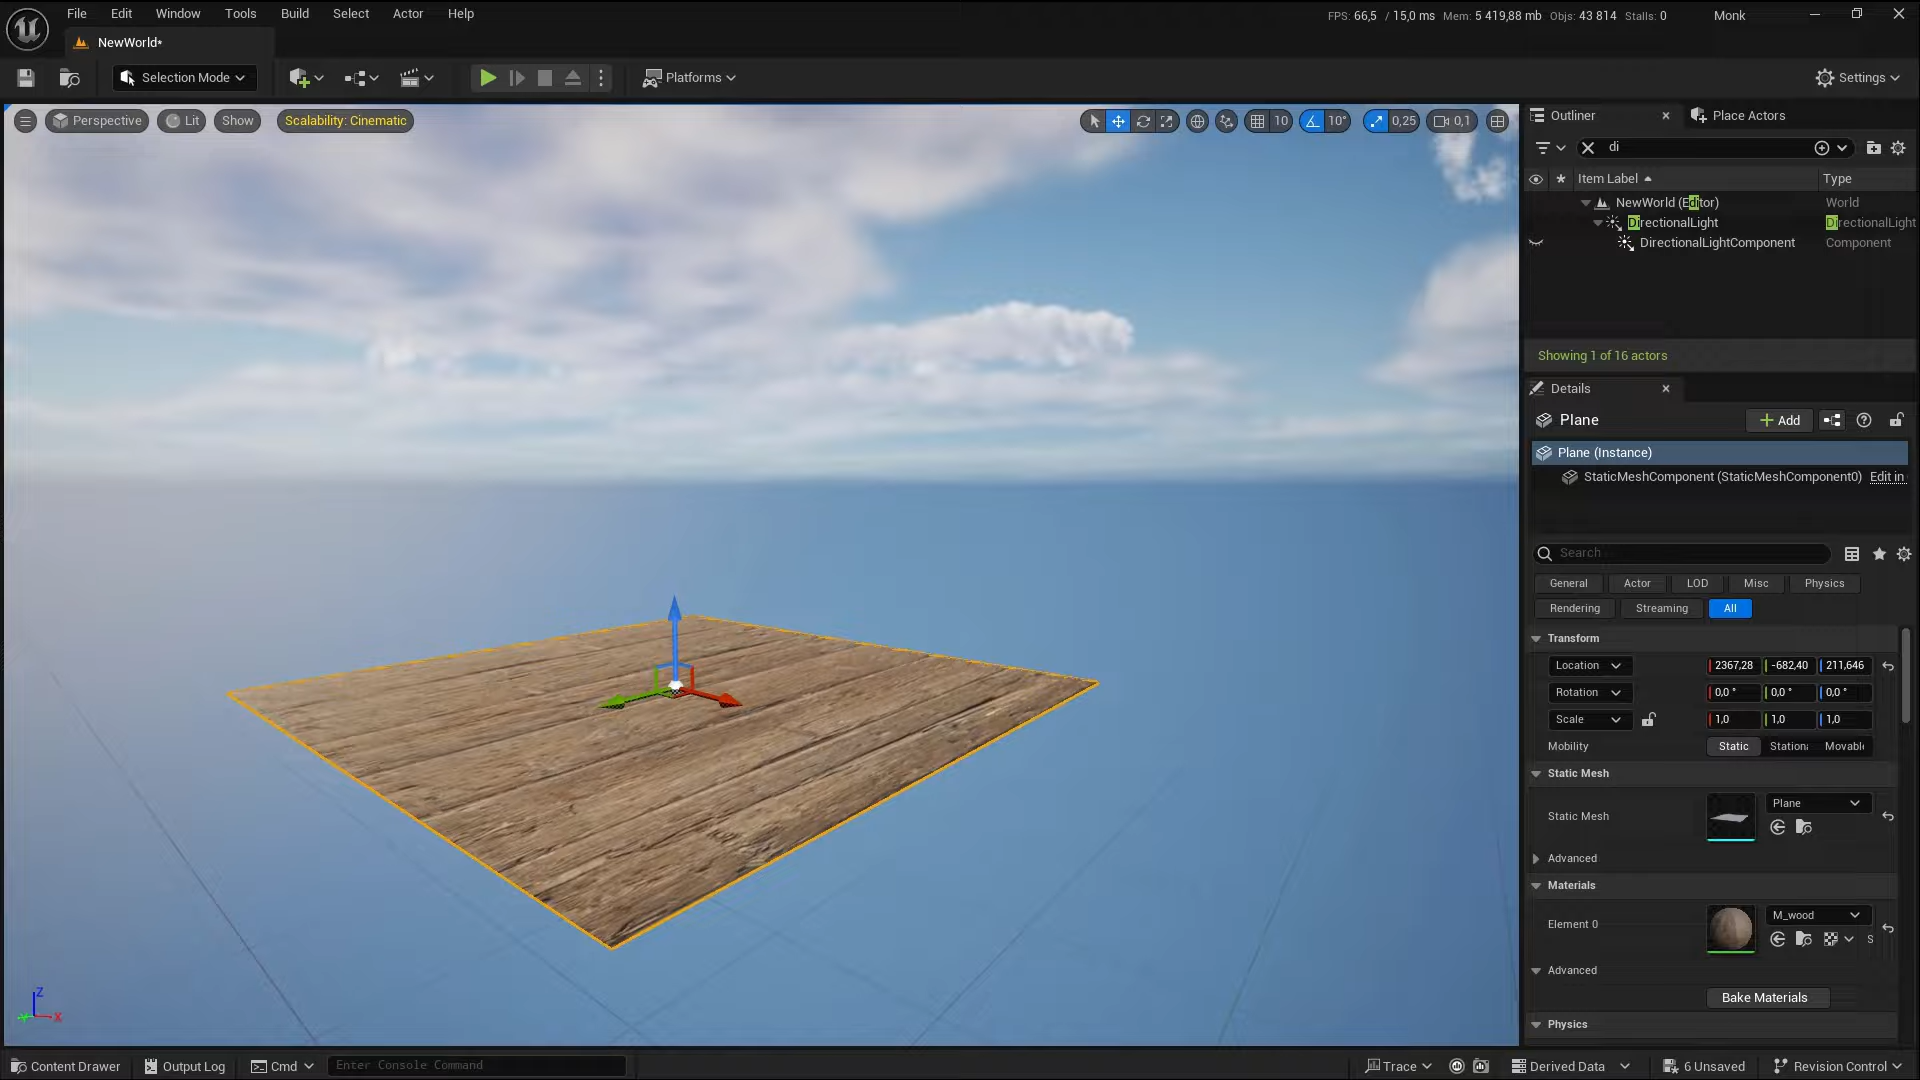 File Edit Window Tools Build Select Actor Help
FPS: 66,5 / 15,0 ms Mem: 5 419,88 mb Objs: 43 814 Stalls: 0 Monk
NewWorld*
Selection Mode Platforms Settings
Perspective Lit Show Scalability: Cinematic 10 10° 0,25 0,1
Outliner Place Actors
di
Item Label Type
NewWorld (Editor) World
DirectionalLight DirectionalLight
DirectionalLightComponent Component
Showing 1 of 16 actors
Details
Plane Add
Plane (Instance)
StaticMeshComponent (StaticMeshComponent0) Edit in
Search
General Actor LOD Misc Physics
Rendering Streaming All
Transform
Location 2367,28 -682,40 211,646
Rotation 0,0 ° 0,0 ° 0,0 °
Scale 1,0 1,0 1,0
Mobility Static Station Movabl
Static Mesh
Static Mesh Plane
Advanced
Materials
Element 0 M_wood
S
Advanced
Bake Materials
Physics
Z
Y X
Content Drawer Output Log Cmd Enter Console Command Trace Derived Data 6 Unsaved Revision Control